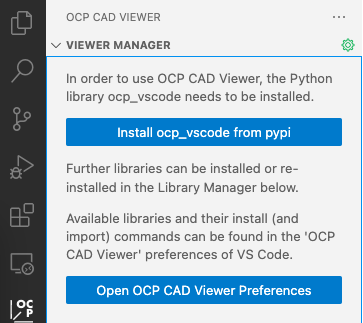 OCP CAD VIEWER
VIEWER MANAGER
In order to use OCP CAD Viewer, the Python
library ocp_vscode needs to be installed.
Install ocp_vscode from pypi
Further libraries can be installed or re-
installed in the Library Manager below.
Available libraries and their install (and
import) commands can be found in the 'OCP
CAD Viewer' preferences of VS Code.
Open OCP CAD Viewer Preferences
OC
P